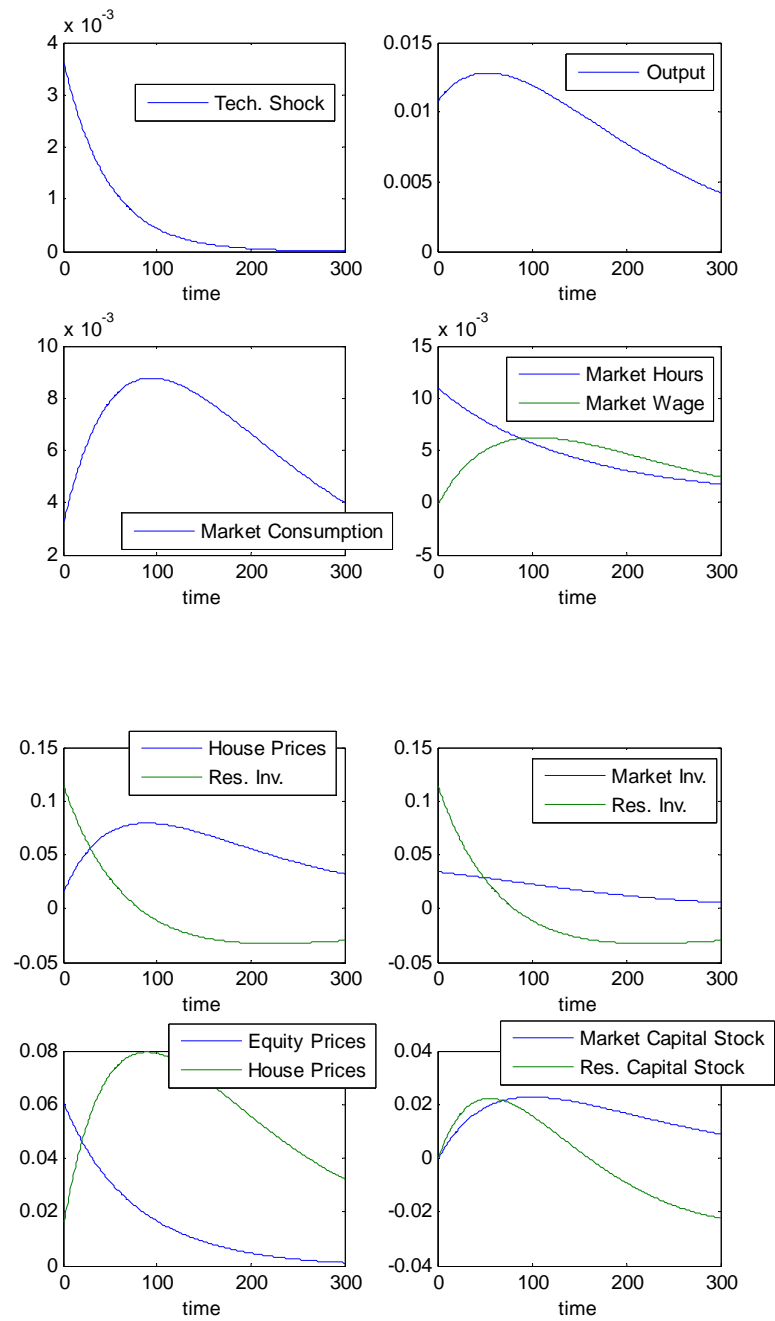 x 10-3
4
3
2
1
0
Tech. Shock
0 100 200 300
time
0.015
0.01
0.005
0
Output
0 100 200 300
time
x 10-3
10
8
6
4
2
Market Consumption
0 100 200 300
time
x 10-3
15
10
5
0
-5
Market Hours
Market Wage
0 100 200 300
time
0.15
0.1
0.05
0
-0.05
House Prices
Res. Inv.
0 100 200 300
time
0.15
0.1
0.05
0
-0.05
Market Inv.
Res. Inv.
0 100 200 300
time
0.08
0.06
0.04
0.02
0
Equity Prices
House Prices
0 100 200 300
time
0.04
0.02
0
-0.02
-0.04
Market Capital Stock
Res. Capital Stock
0 100 200 300
time